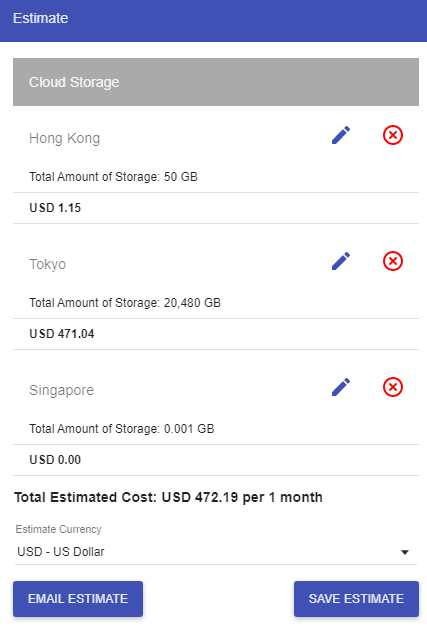 Estimate
Cloud Storage
Hong Kong
Total Amount of Storage: 50 GB
USD 1.15
Tokyo
Total Amount of Storage: 20,480 GB
USD 471.04
Singapore
Total Amount of Storage: 0.001 GB
USD 0.00
Total Estimated Cost: USD 472.19 per 1 month
Estimate Currency
USD - US Dollar
EMAIL ESTIMATE
SAVE ESTIMATE